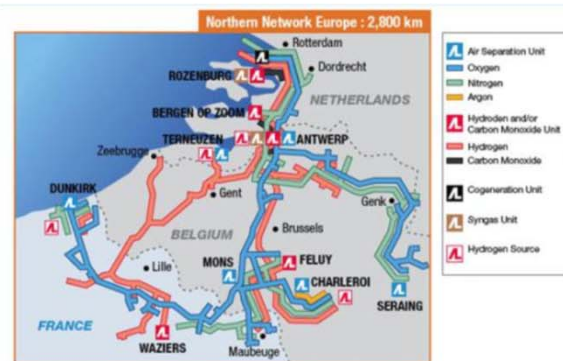 Northern Network Europe : 2,800 km
Rotterdam
Dordrecht
ROZENBURG
NETHERLANDS
BERGEN OP ZOOM
TERNEUZEN
ANTWERP
Zeebrugge
DUNKIRK
Gent
Genk
BELGIUM
Brussels
Lille
MONS
FELUY
CHARLEROI
SERAING
FRANCE
WAZIERS
Maubeuge
Air Separation Unit
Oxygen
Nitrogen
Argon
Hydroden and/or
Carbon Monoxide Unit
Hydrogen
Carbon Monoxide
Cogeneration Unit
Syngas Unit
Hydrogen Source